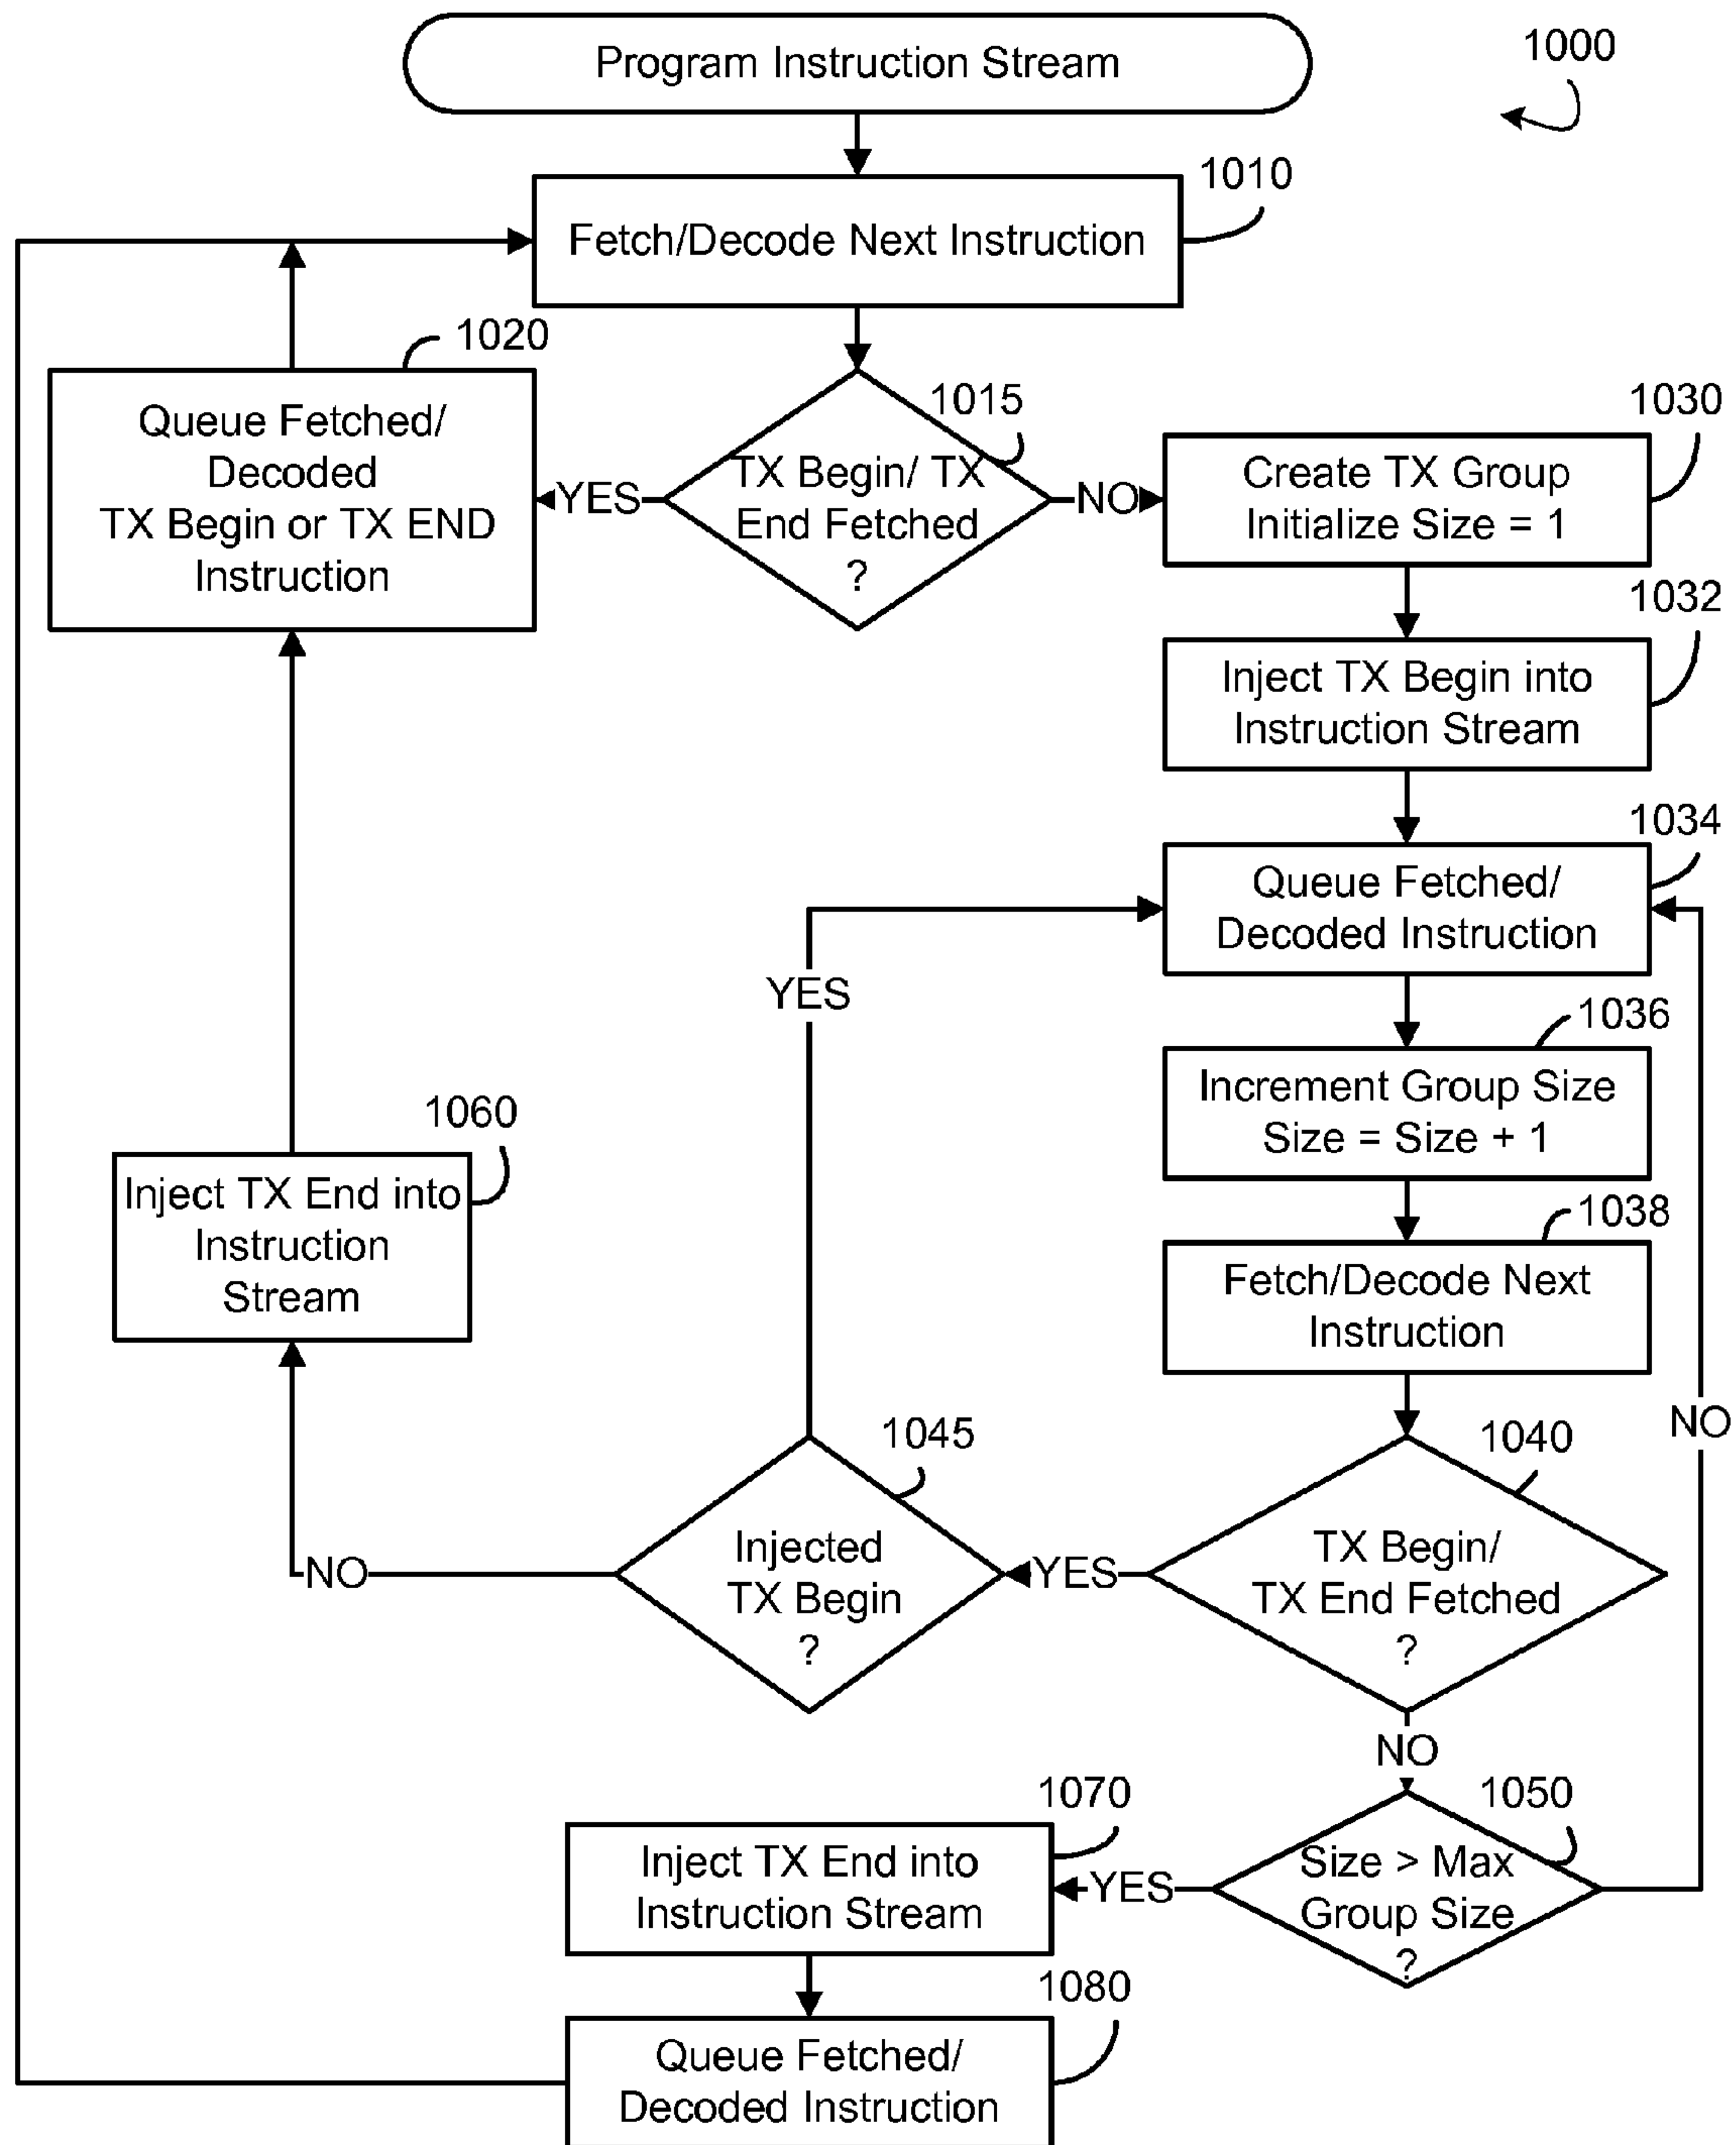 Program Instruction Stream
1000
1010
Fetch/Decode Next Instruction
1020
Queue Fetched/
Decoded
TX Begin or TX END
Instruction
YES
1015
TX Begin/ TX
End Fetched
?
NO
1030
Create TX Group
Initialize Size = 1
1032
Inject TX Begin into
Instruction Stream
1034
Queue Fetched/
Decoded Instruction
YES
1036
Increment Group Size
Size = Size + 1
1060
Inject TX End into
Instruction
Stream
1038
Fetch/Decode Next
Instruction
NO
1045
Injected
TX Begin
?
NO
YES
1040
TX Begin/
TX End Fetched
?
NO
1050
Size > Max
Group Size
?
YES
1070
Inject TX End into
Instruction Stream
1080
Queue Fetched/
Decoded Instruction